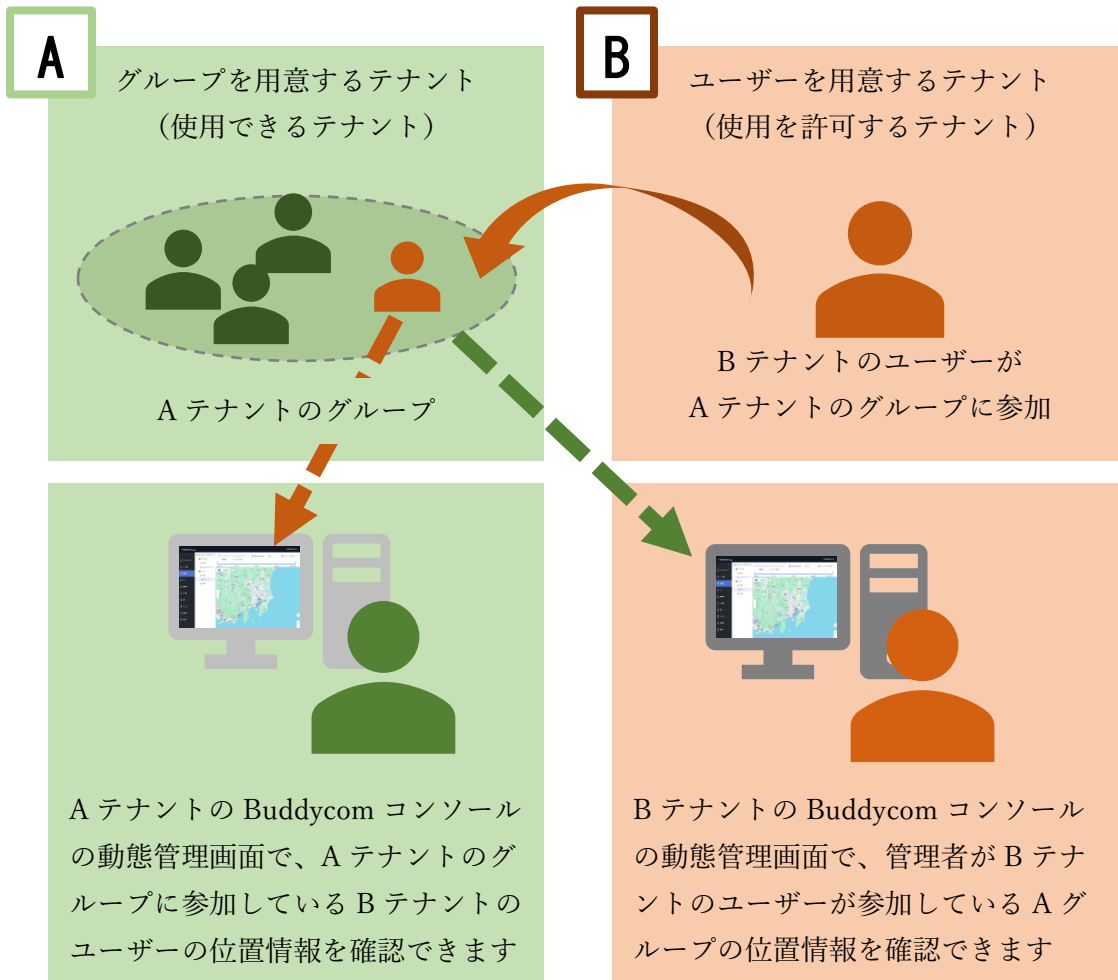 A
グループを用意するテナント
（使用できるテナント）
A テナントのグループ
B
ユーザーを用意するテナント
（使用を許可するテナント）
B テナントのユーザーが
A テナントのグループに参加
A テナントの Buddycom コンソール
の動態管理画面で、A テナントのグ
ループに参加している B テナントの
ユーザーの位置情報を確認できます
B テナントの Buddycom コンソール
の動態管理画面で、管理者が B テナ
ントのユーザーが参加している A グ
ループの位置情報を確認できます